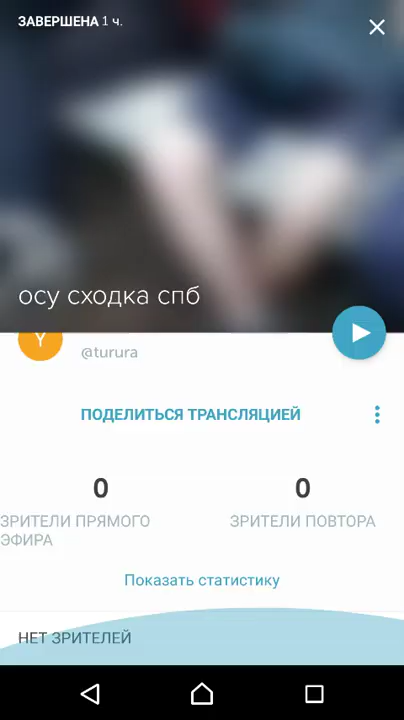 ЗАВЕРШЕНА 1 ч.
осу сходка спб
Y
@turura
ПОДЕЛИТЬСЯ ТРАНСЛЯЦИЕЙ
0
0
ЗРИТЕЛИ ПРЯМОГО
ЭФИРА
ЗРИТЕЛИ ПОВТОРА
Показать статистику
НЕТ ЗРИТЕЛЕЙ